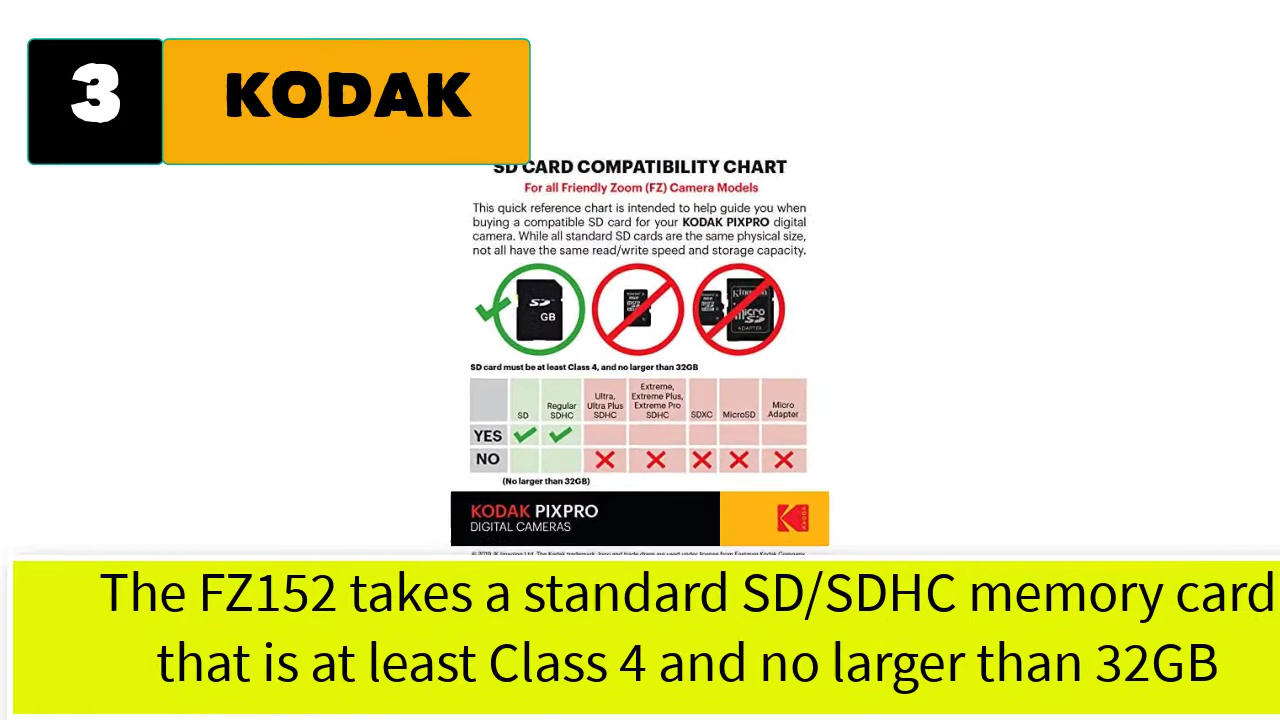 3 KODAK
SD CARD COMPATIBILITY CHART
For all Friendly Zoom (FZ) Camera Models
This quick reference chart is intended to help guide you when
buying a compatible SD card for your KODAK PIXPRO digital
camera. While all standard SD cards are the same physical size,
not all have the same read/write speed and storage capacity.
SD
GB
Kingston
micro
SD
ADAPTER
SD card must be at least Class 4, and no larger than 32GB
SD
Regular SDHC
Ultra, Ultra Plus SDHC
Extreme, Extreme Plus, Extreme Pro SDHC
SDXC
MicroSD
Micro Adapter
YES
NO
(No larger than 32GB)
KODAK PIXPRO
DIGITAL CAMERAS
The FZ152 takes a standard SD/SDHC memory card
that is at least Class 4 and no larger than 32GB